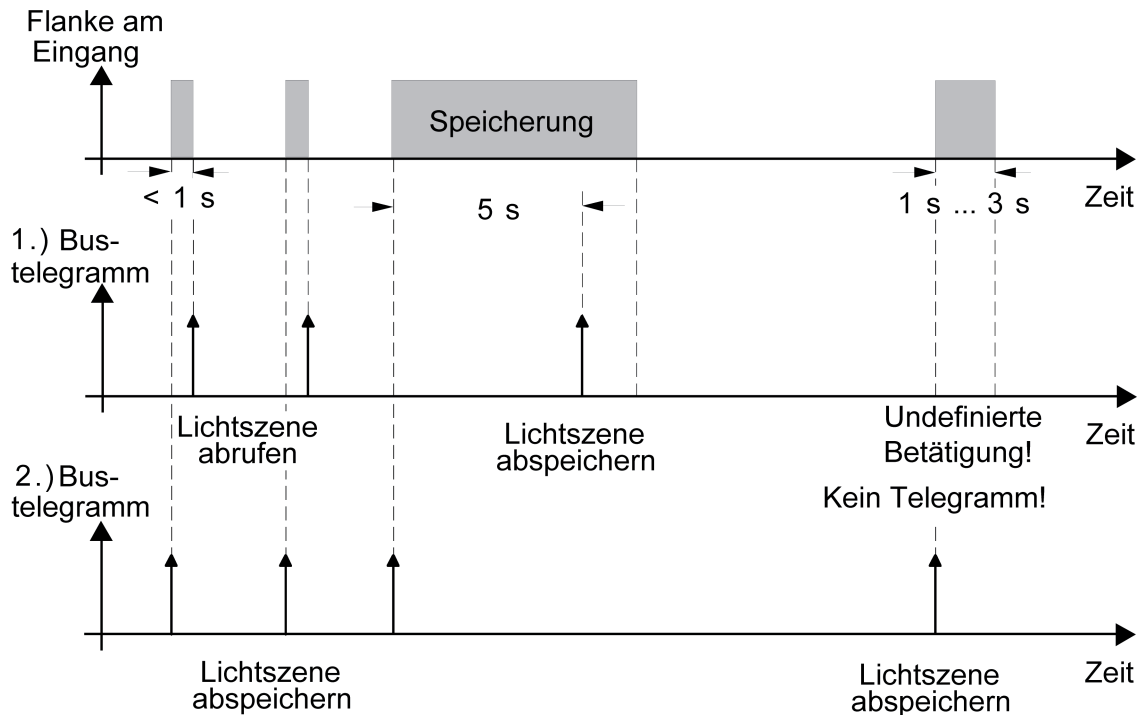 Flanke am
Eingang
Speicherung
< 1 s
5 s
1 s ... 3 s
Zeit
1.) Bus-
telegramm
Lichtszene
abrufen
Lichtszene
abspeichern
Undefinierte
Betätigung!
Zeit
Kein Telegramm!
2.) Bus-
telegramm
Lichtszene
abspeichern
Lichtszene
abspeichern
Zeit